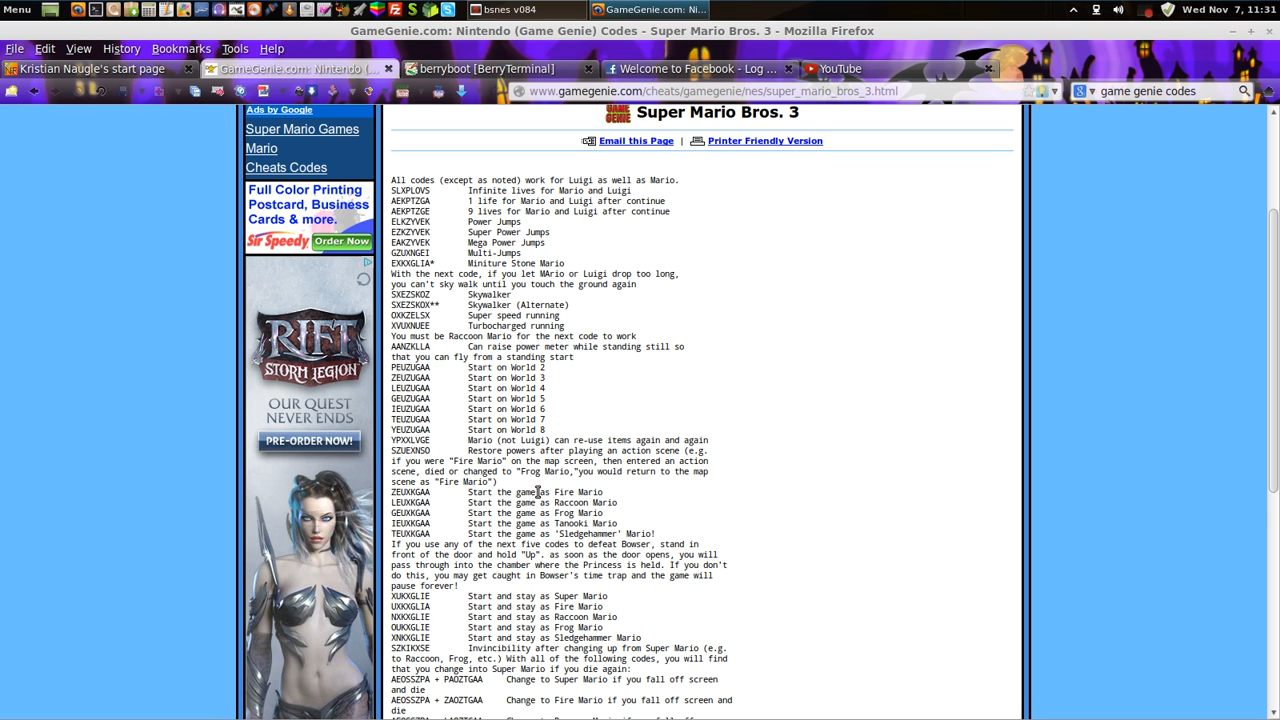 Menu
bsnes v084
GameGenie.com: Ni...
Wed Nov 7, 11:31
GameGenie.com: Nintendo (Game Genie) Codes - Super Mario Bros. 3 - Mozilla Firefox
File Edit View History Bookmarks Tools Help
Kristian Naugle's start page
GameGenie.com: Nintendo (...
berryboot [BerryTerminal]
Welcome to Facebook - Log ...
YouTube
www.gamegenie.com/cheats/gamegenie/nes/super_mario_bros_3.html
game genie codes
Ads by Google
Super Mario Games
Mario
Cheats Codes
Full Color Printing
Postcard, Business
Cards & more.
Sir Speedy
Order Now
RIFT
STORM LEGION
OUR QUEST
NEVER ENDS
PRE-ORDER NOW!
GAME GENIE
Super Mario Bros. 3
Email this Page | Printer Friendly Version
All codes (except as noted) work for Luigi as well as Mario.
SLXPLOVS Infinite lives for Mario and Luigi
AEKPTZGA 1 life for Mario and Luigi after continue
AEKPTZGE 9 lives for Mario and Luigi after continue
ELKZYVEK Power Jumps
EZKZYVEK Super Power Jumps
EAKZYVEK Mega Power Jumps
GZUXNGEI Multi-Jumps
EXKXGLIA* Miniture Stone Mario
With the next code, if you let MArio or Luigi drop too long,
you can't sky walk until you touch the ground again
SXEZSKOZ Skywalker
SXEZSKOX** Skywalker (Alternate)
OXKZELSX Super speed running
XVUXNUEE Turbocharged running
You must be Raccoon Mario for the next code to work
AANZKLLA Can raise power meter while standing still so
that you can fly from a standing start
PEUZUGAA Start on World 2
ZEUZUGAA Start on World 3
LEUZUGAA Start on World 4
GEUZUGAA Start on World 5
IEUZUGAA Start on World 6
TEUZUGAA Start on World 7
YEUZUGAA Start on World 8
YPXXLVGE Mario (not Luigi) can re-use items again and again
SZUEXNSO Restore powers after playing an action scene (e.g.
if you were "Fire Mario" on the map screen, then entered an action
scene, died or changed to "Frog Mario,"you would return to the map
scene as "Fire Mario")
ZEUXKGAA Start the game as Fire Mario
LEUXKGAA Start the game as Raccoon Mario
GEUXKGAA Start the game as Frog Mario
IEUXKGAA Start the game as Tanooki Mario
TEUXKGAA Start the game as 'Sledgehammer' Mario!
If you use any of the next five codes to defeat Bowser, stand in
front of the door and hold "Up". as soon as the door opens, you will
pass through into the chamber where the Princess is held. If you don't
do this, you may get caught in Bowser's time trap and the game will
pause forever!
XUKXGLIE Start and stay as Super Mario
UXKXGLIA Start and stay as Fire Mario
NXKXGLIE Start and stay as Raccoon Mario
OUKXGLIE Start and stay as Frog Mario
XNKXGLIE Start and stay as Sledgehammer Mario
SZKIKXSE Invincibility after changing up from Super Mario (e.g.
to Raccoon, Frog, etc.) With all of the following codes, you will find
that you change into Super Mario if you die again:
AEOSSZPA + PAOZTGAA Change to Super Mario if you fall off screen
and die
AEOSSZPA + ZAOZTGAA Change to Fire Mario if you fall off screen and
die